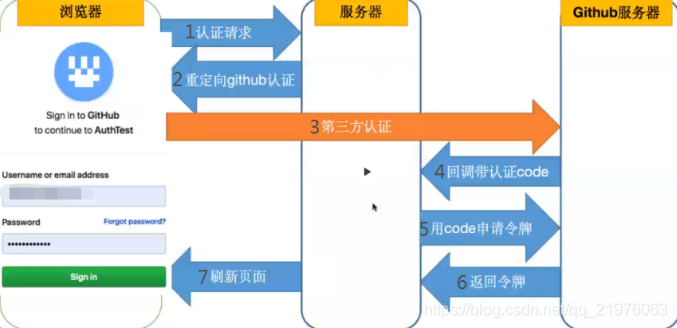 浏览器
服务器
Github服务器
1认证请求
2重定向github认证
Sign in to GitHub
to continue to AuthTest
3第三方认证
4回调带认证code
Username or email address
Password Forgot password?
5用code申请令牌
Sign in
7刷新页面
6返回令牌
https://blog.csdn.net/qq_21976063